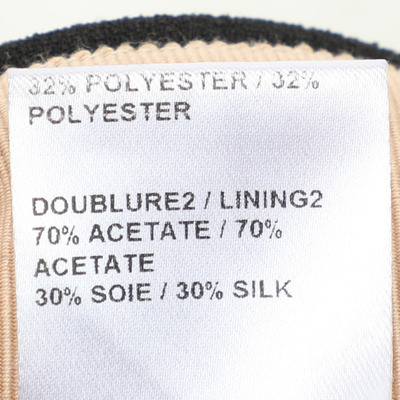 32% POLYESTER / 32%
POLYESTER
DOUBLURE2 / LINING2
70% ACETATE / 70%
ACETATE
30% SOIE / 30% SILK